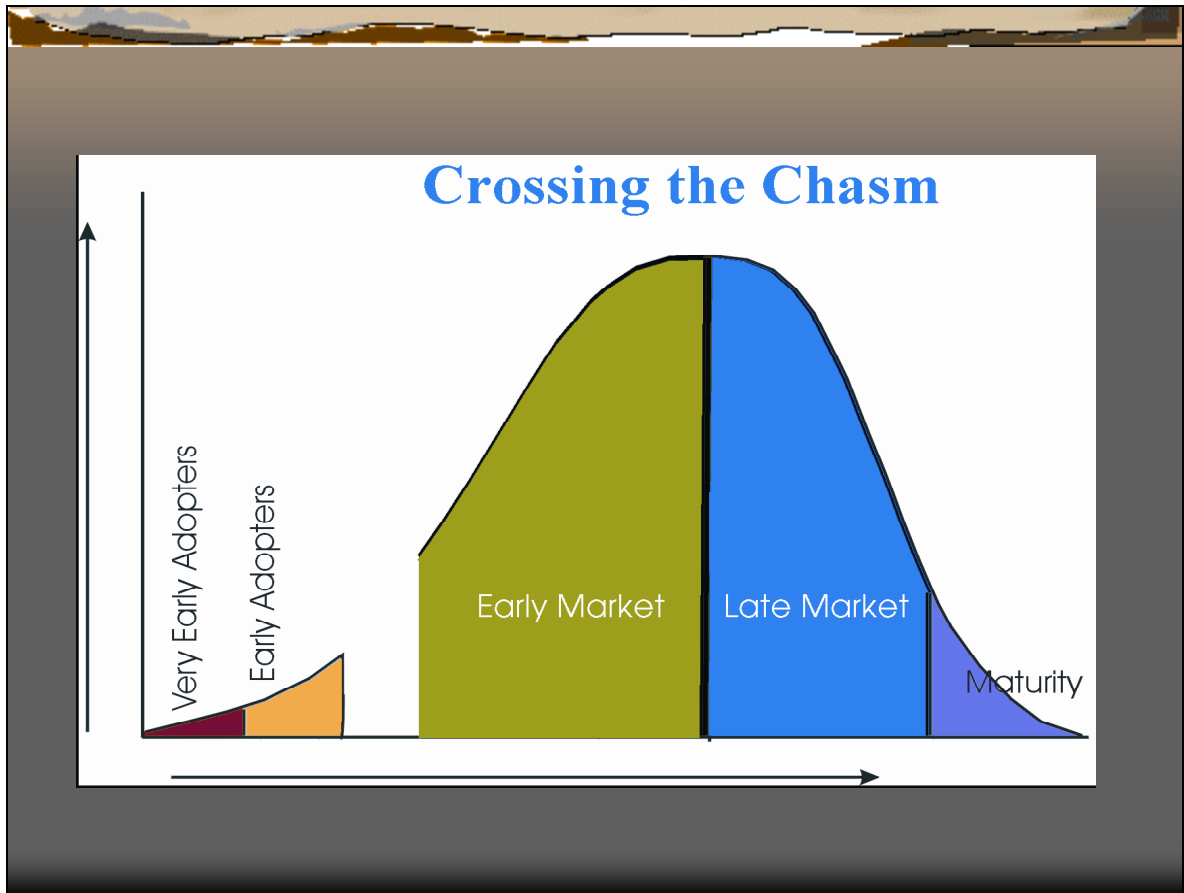 Crossing the Chasm
Very Early Adopters
Early Adopters
Early Market
Late Market
Maturity